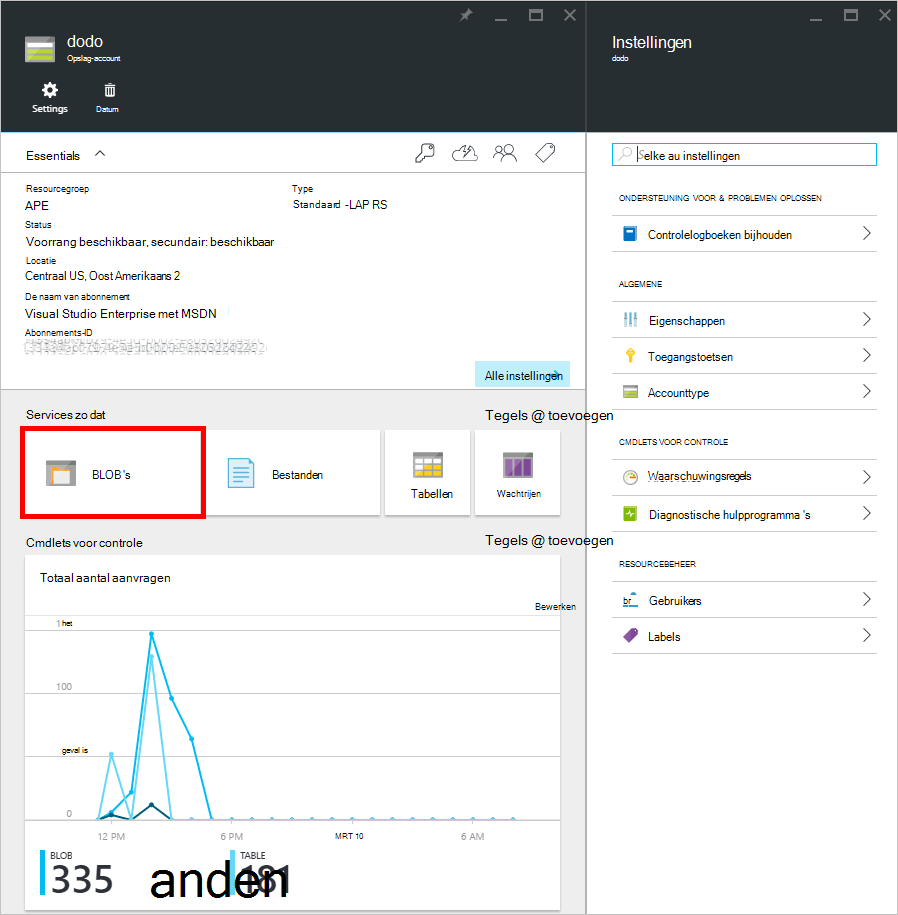 dodo
Opslag-account
Settings
Datum
Essentials
Resourcegroep
APE
Type
Standaard -LAP RS
Status
Voorrang beschikbaar, secundair: beschikbaar
Locatie
Centraal US, Oost Amerikaans 2
De naam van abonnement
Visual Studio Enterprise met MSDN
Abonnements-ID
Alle instellingen
Services zo dat
Tegels @ toevoegen
BLOB's
Bestanden
Tabellen
Wachtrijen
Cmdlets voor controle
Tegels @ toevoegen
Totaal aantal aanvragen
Bewerken
1 het
100
geval is
0
12 PM
6 PM
MRT 10
6 AM
BLOB
335
anden
TABLE
181
Instellingen
dodo
Selke au instellingen
ONDERSTEUNING VOOR & PROBLEMEN OPLOSSEN
Controlelogboeken bijhouden
ALGEMENE
Eigenschappen
Toegangstoetsen
Accounttype
CMDLETS VOOR CONTROLE
Waarschuwingsregels
Diagnostische hulpprogramma 's
RESOURCEBEHEER
br
Gebruikers
Labels